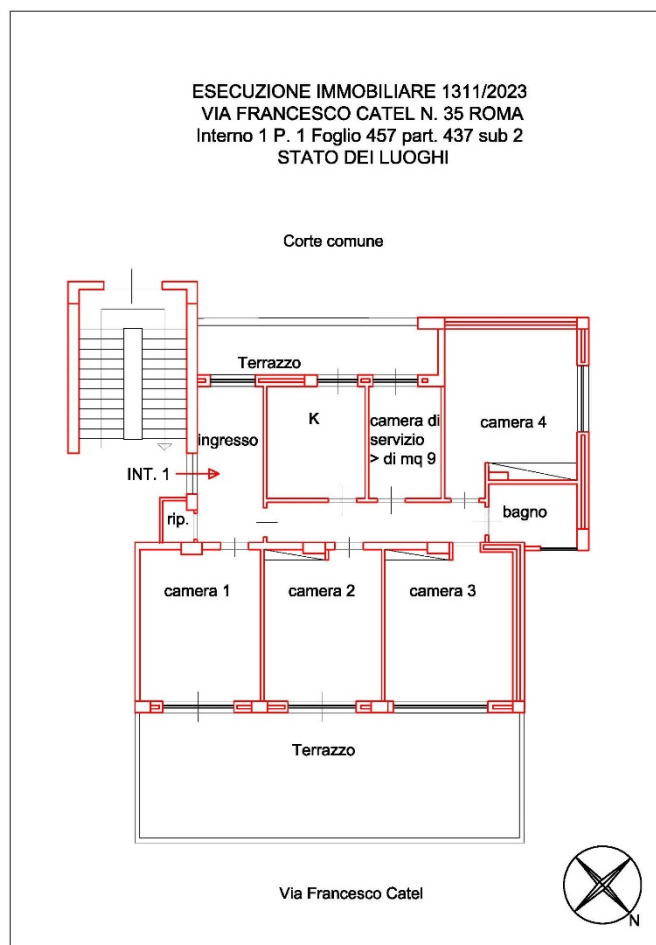 ESECUZIONE IMMOBILIARE 1311/2023
VIA FRANCESCO CATEL N. 35 ROMA
Interno 1 P. 1 Foglio 457 part. 437 sub 2
STATO DEI LUOGHI
Corte comune
Terrazzo
K
camera di
servizio
> di mq 9
camera 4
ingresso
INT. 1
rip.
bagno
camera 1
camera 2
camera 3
Terrazzo
Via Francesco Catel
N